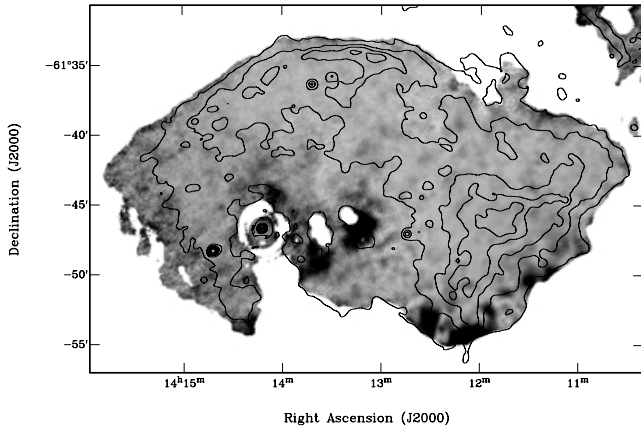 Declination (J2000)
−61°35′
−40′
−45′
−50′
−55′
14ʰ15ᵐ 14ᵐ 13ᵐ 12ᵐ 11ᵐ
Right Ascension (J2000)